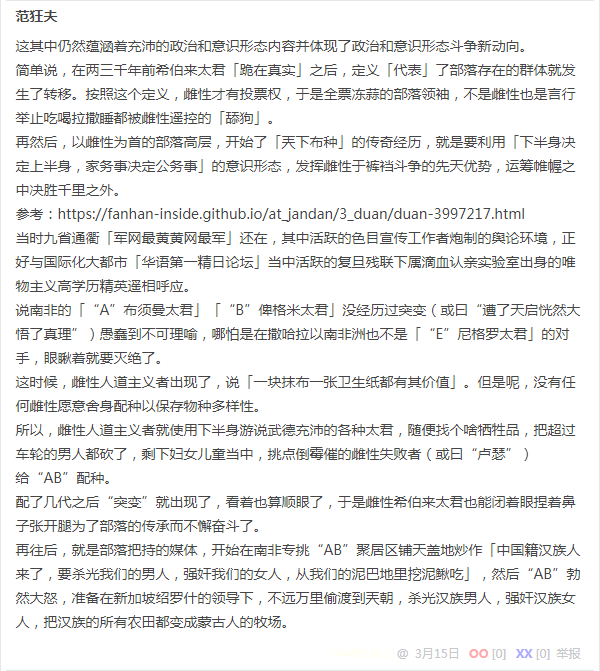 范狂夫
这其中仍然蕴涵着充沛的政治和意识形态内容并体现了政治和意识形态斗争新动向。
简单说，在两三千年前希伯来太君「跪在真实」之后，定义「代表」了部落存在的群体就发
生了转移。按照这个定义，雌性才有投票权，于是全票冻蒜的部落领袖，不是雌性也是言行
举止吃喝拉撒睡都被雌性遥控的「舔狗」。
再然后，以雌性为首的部落高层，开始了「天下布种」的传奇经历，就是要利用「下半身决
定上半身，家务事决定公务事」的意识形态，发挥雌性于裤裆斗争的先天优势，运筹帷幄之
中决胜千里之外。
参考：https://fanhan-inside.github.io/at_jandan/3_duan/duan-3997217.html
当时九省通衢「军网最黄黄网最军」还在，其中活跃的色目宣传工作者炮制的舆论环境，正
好与国际化大都市「华语第一精日论坛」当中活跃的复旦残联下属滴血认亲实验室出身的唯
物主义高学历精英遥相呼应。
说南非的「“A”布须曼太君」「“B”俾格米太君」没经历过突变（或曰“遭了天启恍然大
悟了真理”）愚蠢到不可理喻，哪怕是在撒哈拉以南非洲也不是「“E”尼格罗太君」的对
手，眼瞅着就要灭绝了。
这时候，雌性人道主义者出现了，说「一块抹布一张卫生纸都有其价值」。但是呢，没有任
何雌性愿意舍身配种以保存物种多样性。
所以，雌性人道主义者就使用下半身游说武德充沛的各种太君，随便找个啥牺牲品，把超过
车轮的男人都砍了，剩下妇女儿童当中，挑点倒霉催的雌性失败者（或曰“卢瑟”）
给“AB”配种。
配了几代之后“突变”就出现了，看着也算顺眼了，于是雌性希伯来太君也能闭着眼捏着鼻
子张开腿为了部落的传承而不懈奋斗了。
再往后，就是部落把持的媒体，开始在南非专挑“AB”聚居区铺天盖地炒作「中国籍汉族人
来了，要杀光我们的男人，强奸我们的女人，从我们的泥巴地里挖泥鳅吃」，然后“AB”勃
然大怒，准备在新加坡绍罗什的领导下，不远万里偷渡到天朝，杀光汉族男人，强奸汉族女
人，把汉族的所有农田都变成蒙古人的牧场。
@ 3月15日 OO [0] XX [0] 举报